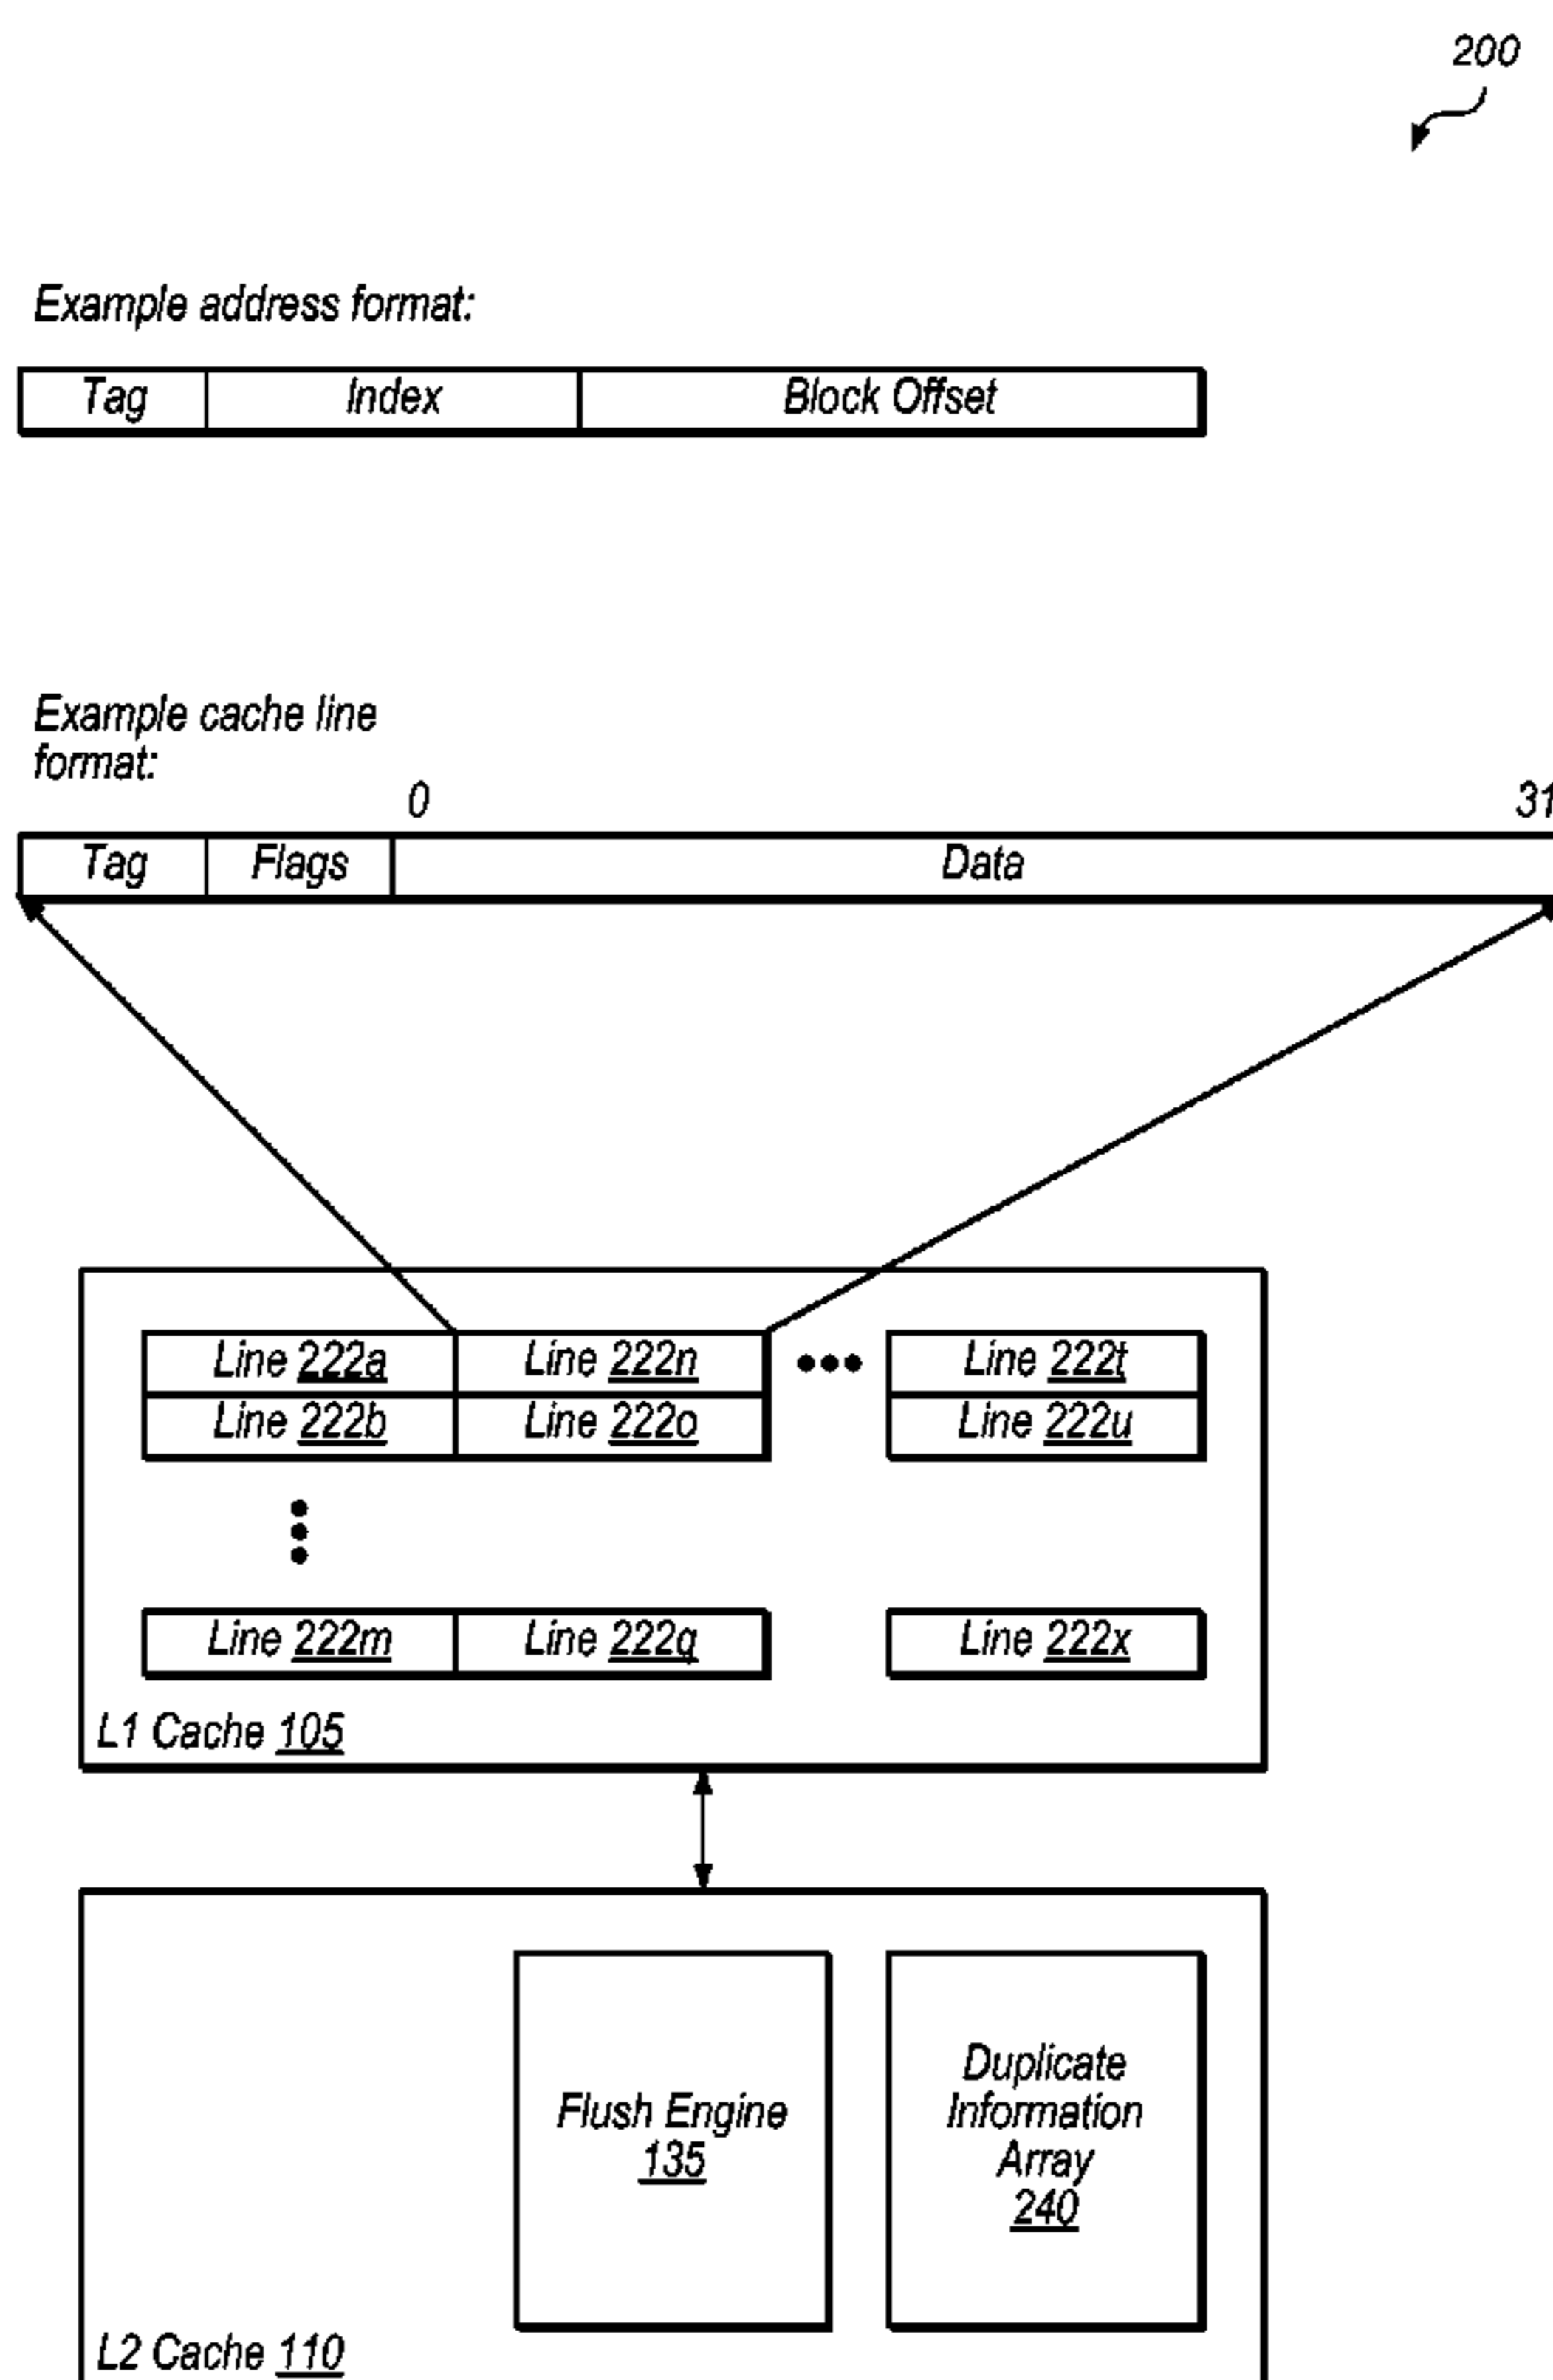 200
Example address format:
Tag Index Block Offset
Example cache line
format:
0 31
Tag Flags Data
Line 222a Line 222n Line 222t
Line 222b Line 222o Line 222u
Line 222m Line 222q Line 222x
L1 Cache 105
Flush Engine
135
Duplicate
Information
Array
240
L2 Cache 110